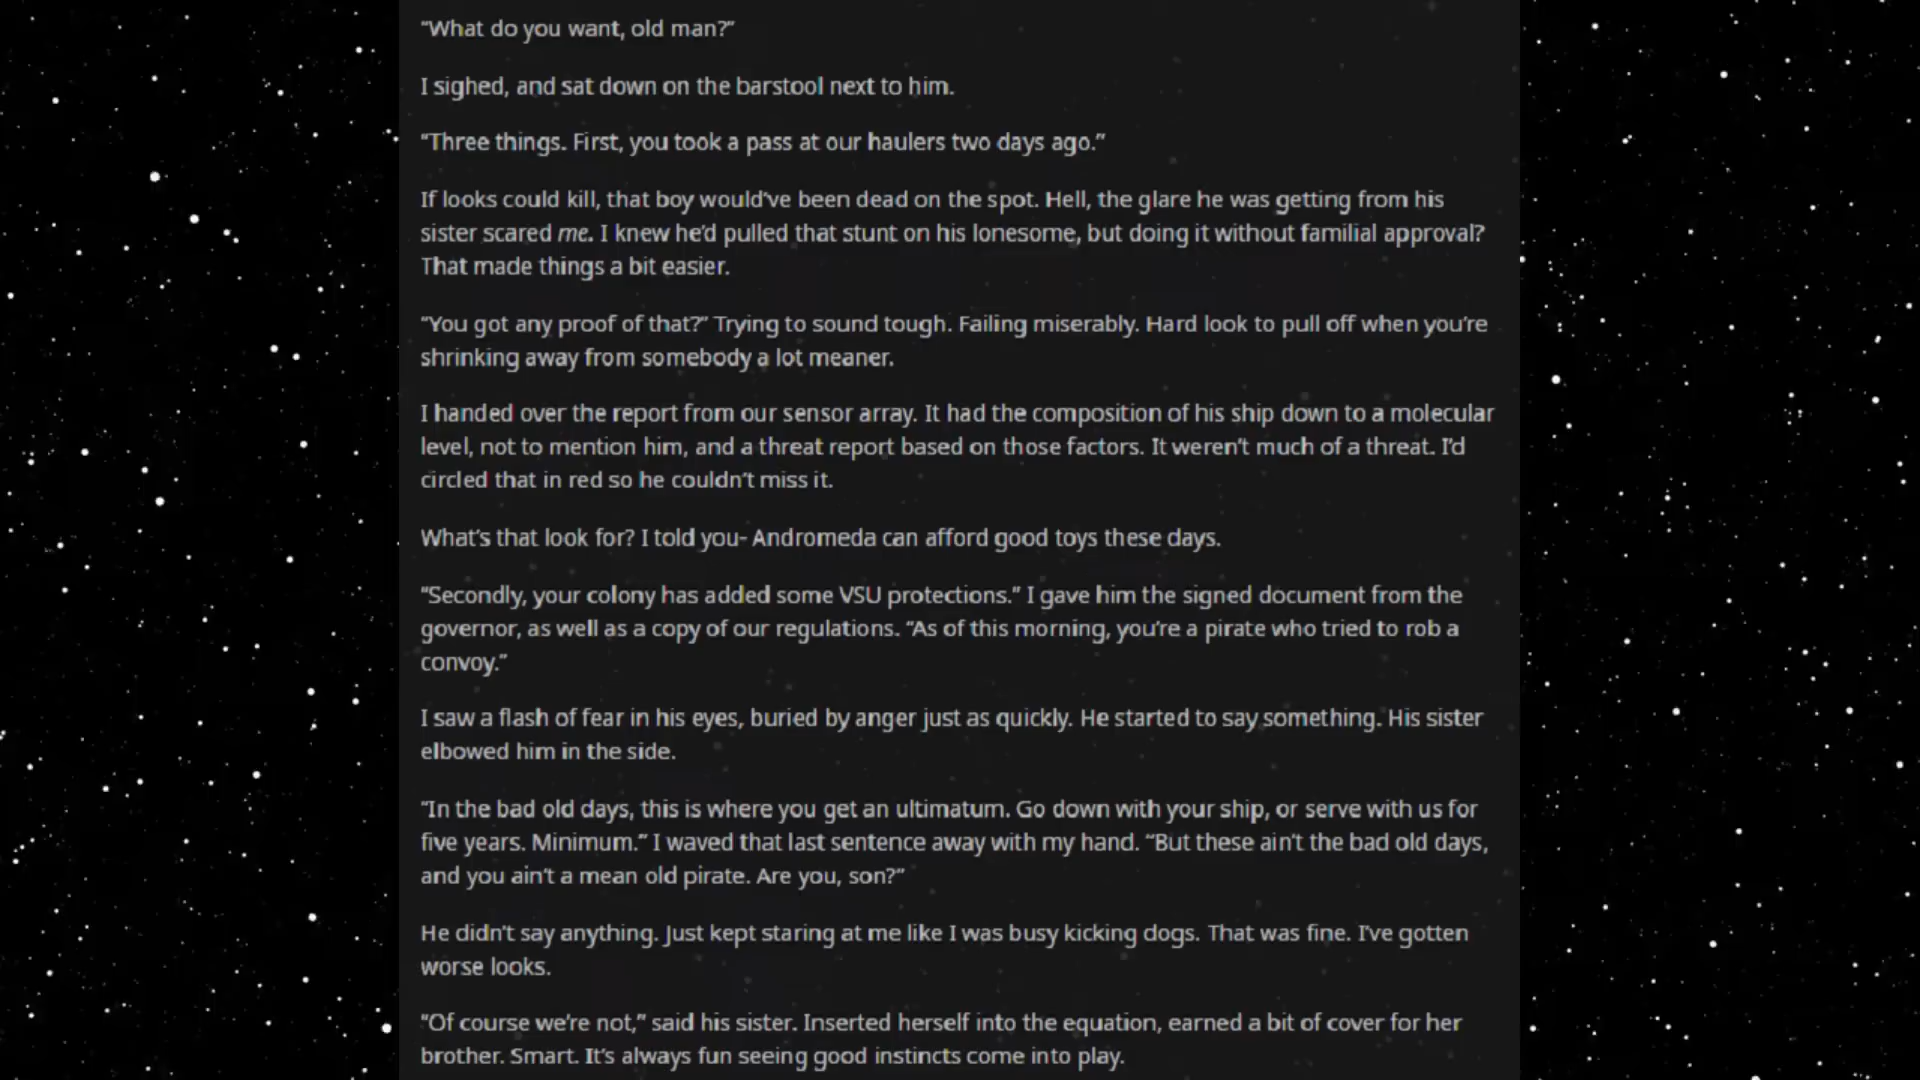 “What do you want, old man?”
I sighed, and sat down on the barstool next to him.
“Three things. First, you took a pass at our haulers two days ago.”
If looks could kill, that boy would’ve been dead on the spot. Hell, the glare he was getting from his
sister scared me. I knew he’d pulled that stunt on his lonesome, but doing it without familial approval?
That made things a bit easier.
“You got any proof of that?” Trying to sound tough. Failing miserably. Hard look to pull off when you’re
shrinking away from somebody a lot meaner.
I handed over the report from our sensor array. It had the composition of his ship down to a molecular
level, not to mention him, and a threat report based on those factors. It weren’t much of a threat. I’d
circled that in red so he couldn’t miss it.
What’s that look for? I told you- Andromeda can afford good toys these days.
“Secondly, your colony has added some VSU protections.” I gave him the signed document from the
governor, as well as a copy of our regulations. “As of this morning, you’re a pirate who tried to rob a
convoy.”
I saw a flash of fear in his eyes, buried by anger just as quickly. He started to say something. His sister
elbowed him in the side.
“In the bad old days, this is where you get an ultimatum. Go down with your ship, or serve with us for
five years. Minimum.” I waved that last sentence away with my hand. “But these ain’t the bad old days,
and you ain’t a mean old pirate. Are you, son?”
He didn’t say anything. Just kept staring at me like I was busy kicking dogs. That was fine. I’ve gotten
worse looks.
“Of course we’re not,” said his sister. Inserted herself into the equation, earned a bit of cover for her
brother. Smart. It’s always fun seeing good instincts come into play.